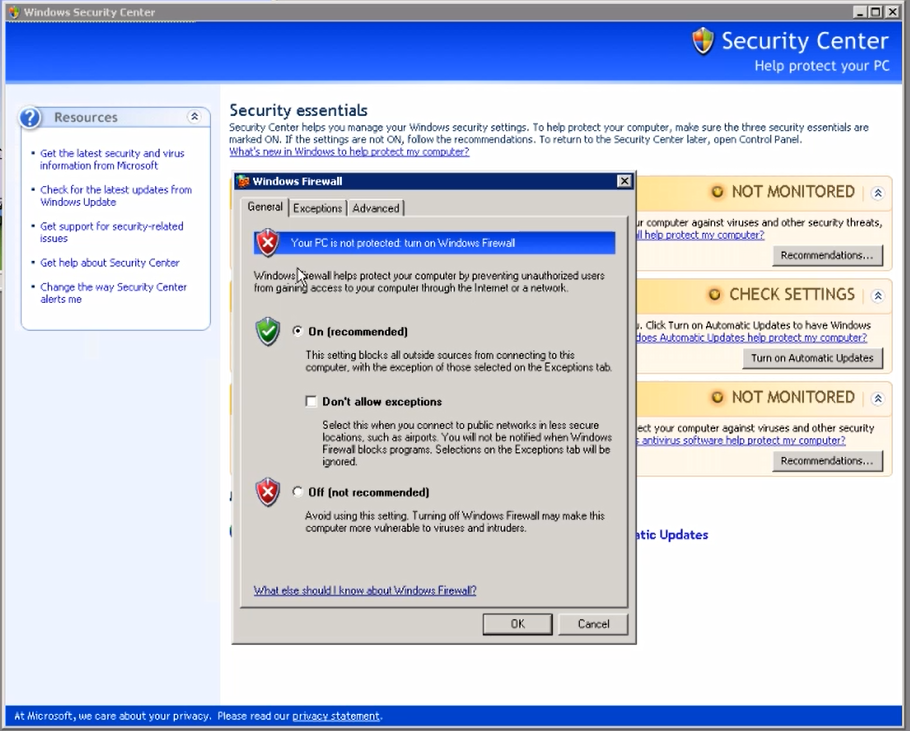 Windows Security Center
Security Center
Help protect your PC
Resources
Get the latest security and virus
information from Microsoft
Check for the latest updates from
Windows Update
Get support for security-related
issues
Get help about Security Center
Change the way Security Center
alerts me
Security essentials
Security Center helps you manage your Windows security settings. To help protect your computer, make sure the three security essentials are
marked ON. If the settings are not ON, follow the recommendations. To return to the Security Center later, open Control Panel.
What's new in Windows to help protect my computer?
Windows Firewall
General Exceptions Advanced
Your PC is not protected: turn on Windows Firewall
Windows Firewall helps protect your computer by preventing unauthorized users
from gaining access to your computer through the Internet or a network.
On (recommended)
This setting blocks all outside sources from connecting to this
computer, with the exception of those selected on the Exceptions tab.
Don't allow exceptions
Select this when you connect to public networks in less secure
locations, such as airports. You will not be notified when Windows
Firewall blocks programs. Selections on the Exceptions tab will be
ignored.
Off (not recommended)
Avoid using this setting. Turning off Windows Firewall may make this
computer more vulnerable to viruses and intruders.
What else should I know about Windows Firewall?
OK Cancel
NOT MONITORED
computer against viruses and other security threats,
help protect my computer?
Recommendations...
CHECK SETTINGS
Click Turn on Automatic Updates to have Windows
does Automatic Updates help protect my computer?
Turn on Automatic Updates
NOT MONITORED
your computer against viruses and other security
antivirus software help protect my computer?
Recommendations...
Updates
At Microsoft, we care about your privacy. Please read our privacy statement.